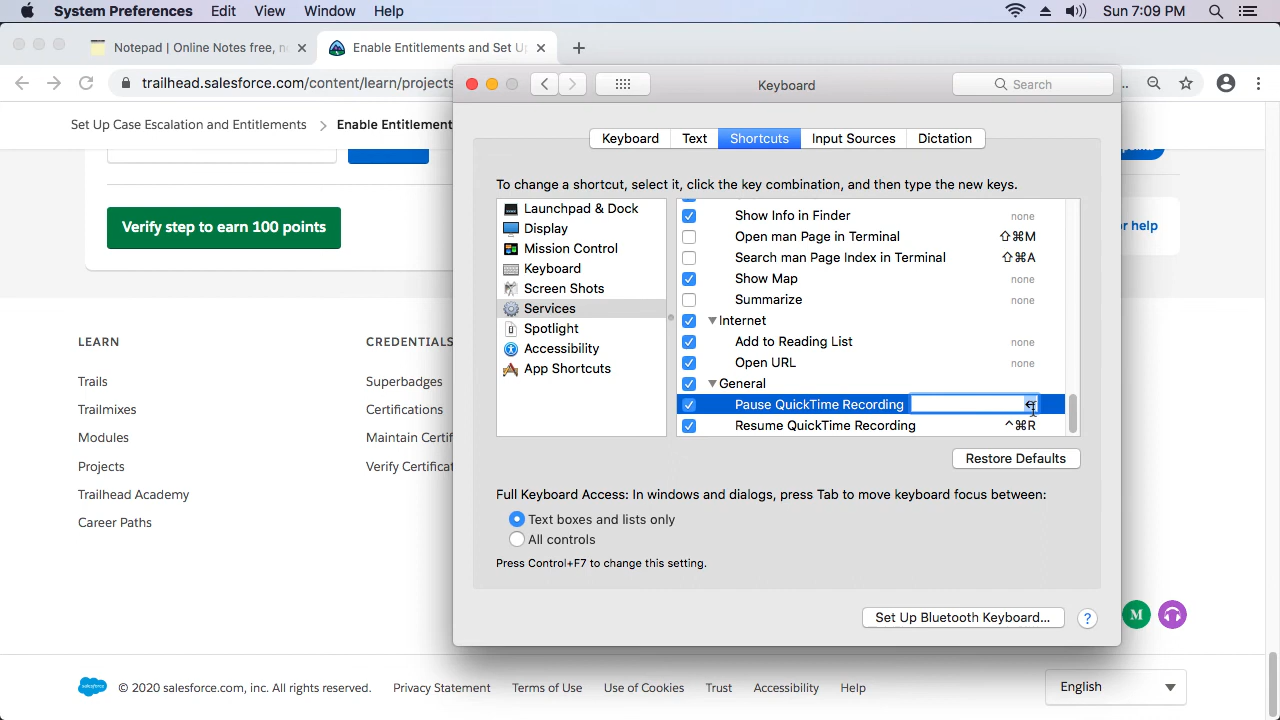 System Preferences Edit View Window Help Sun 7:09 PM
Notepad | Online Notes free, n
Enable Entitlements and Set U
trailhead.salesforce.com/content/learn/projects
Set Up Case Escalation and Entitlements Enable Entitlement
Verify step to earn 100 points
r help
LEARN
Trails
Trailmixes
Modules
Projects
Trailhead Academy
Career Paths
CREDENTIALS
Superbadges
Certifications
Maintain Certif
Verify Certificat
Keyboard
Search
Keyboard Text Shortcuts Input Sources Dictation
To change a shortcut, select it, click the key combination, and then type the new keys.
Launchpad & Dock
Display
Mission Control
Keyboard
Screen Shots
Services
Spotlight
Accessibility
App Shortcuts
Show Info in Finder none
Open man Page in Terminal ⇧⌘M
Search man Page Index in Terminal ⇧⌘A
Show Map none
Summarize none
Internet
Add to Reading List none
Open URL none
General
Pause QuickTime Recording
Resume QuickTime Recording ^⌘R
Restore Defaults
Full Keyboard Access: In windows and dialogs, press Tab to move keyboard focus between:
Text boxes and lists only
All controls
Press Control+F7 to change this setting.
Set Up Bluetooth Keyboard... ?
M
© 2020 salesforce.com, inc. All rights reserved. Privacy Statement Terms of Use Use of Cookies Trust Accessibility Help English